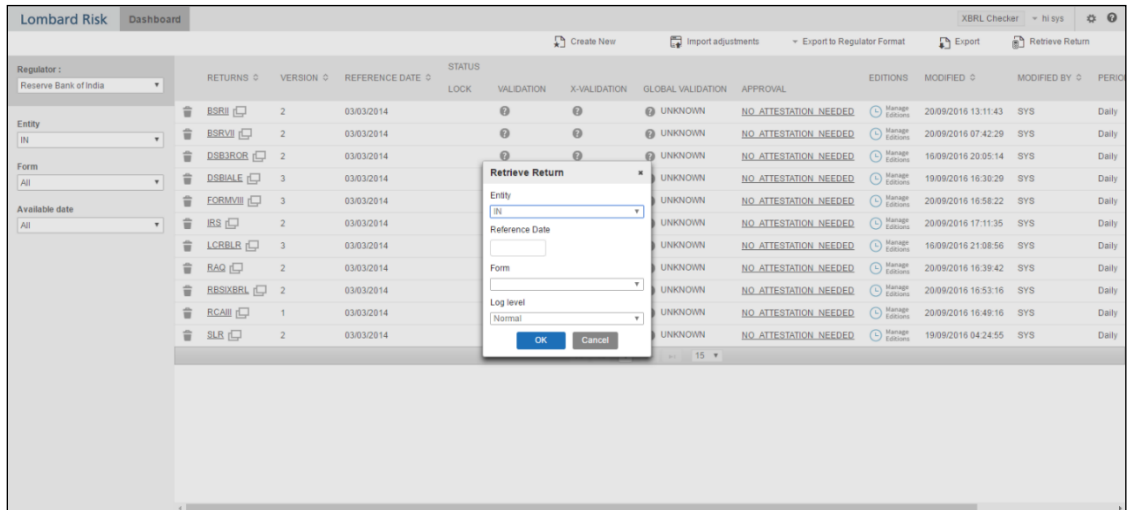 Lombard Risk Dashboard XBRL Checker hi sys
Create New Import adjustments Export to Regulator Format Export Retrieve Return
Regulator :
Reserve Bank of India
Entity
IN
Form
All
Available date
All
STATUS
RETURNS VERSION REFERENCE DATE EDITIONS MODIFIED MODIFIED BY PERIO
LOCK VALIDATION X-VALIDATION GLOBAL VALIDATION APPROVAL
BSRII 2 03/03/2014 UNKNOWN NO_ATTESTATION_NEEDED Manage Editions 20/09/2016 13:11:43 SYS Daily
BSRVII 2 03/03/2014 UNKNOWN NO_ATTESTATION_NEEDED Manage Editions 20/09/2016 07:42:29 SYS Daily
DSB3ROR 2 03/03/2014 UNKNOWN NO_ATTESTATION_NEEDED Manage Editions 16/09/2016 20:05:14 SYS Daily
DSBIALE 3 03/03/2014 UNKNOWN NO_ATTESTATION_NEEDED Manage Editions 19/09/2016 16:30:29 SYS Daily
FORMVIII 3 03/03/2014 UNKNOWN NO_ATTESTATION_NEEDED Manage Editions 20/09/2016 16:58:22 SYS Daily
IRS 2 03/03/2014 UNKNOWN NO_ATTESTATION_NEEDED Manage Editions 20/09/2016 17:11:35 SYS Daily
LCRBLR 3 03/03/2014 UNKNOWN NO_ATTESTATION_NEEDED Manage Editions 16/09/2016 21:08:56 SYS Daily
RAQ 2 03/03/2014 UNKNOWN NO_ATTESTATION_NEEDED Manage Editions 20/09/2016 16:39:42 SYS Daily
RBSIXBRL 2 03/03/2014 UNKNOWN NO_ATTESTATION_NEEDED Manage Editions 20/09/2016 16:53:16 SYS Daily
RCAIII 1 03/03/2014 UNKNOWN NO_ATTESTATION_NEEDED Manage Editions 20/09/2016 16:49:16 SYS Daily
SLR 2 03/03/2014 UNKNOWN NO_ATTESTATION_NEEDED Manage Editions 19/09/2016 04:24:55 SYS Daily
15
Retrieve Return
Entity
IN
Reference Date
Form
Log level
Normal
OK Cancel